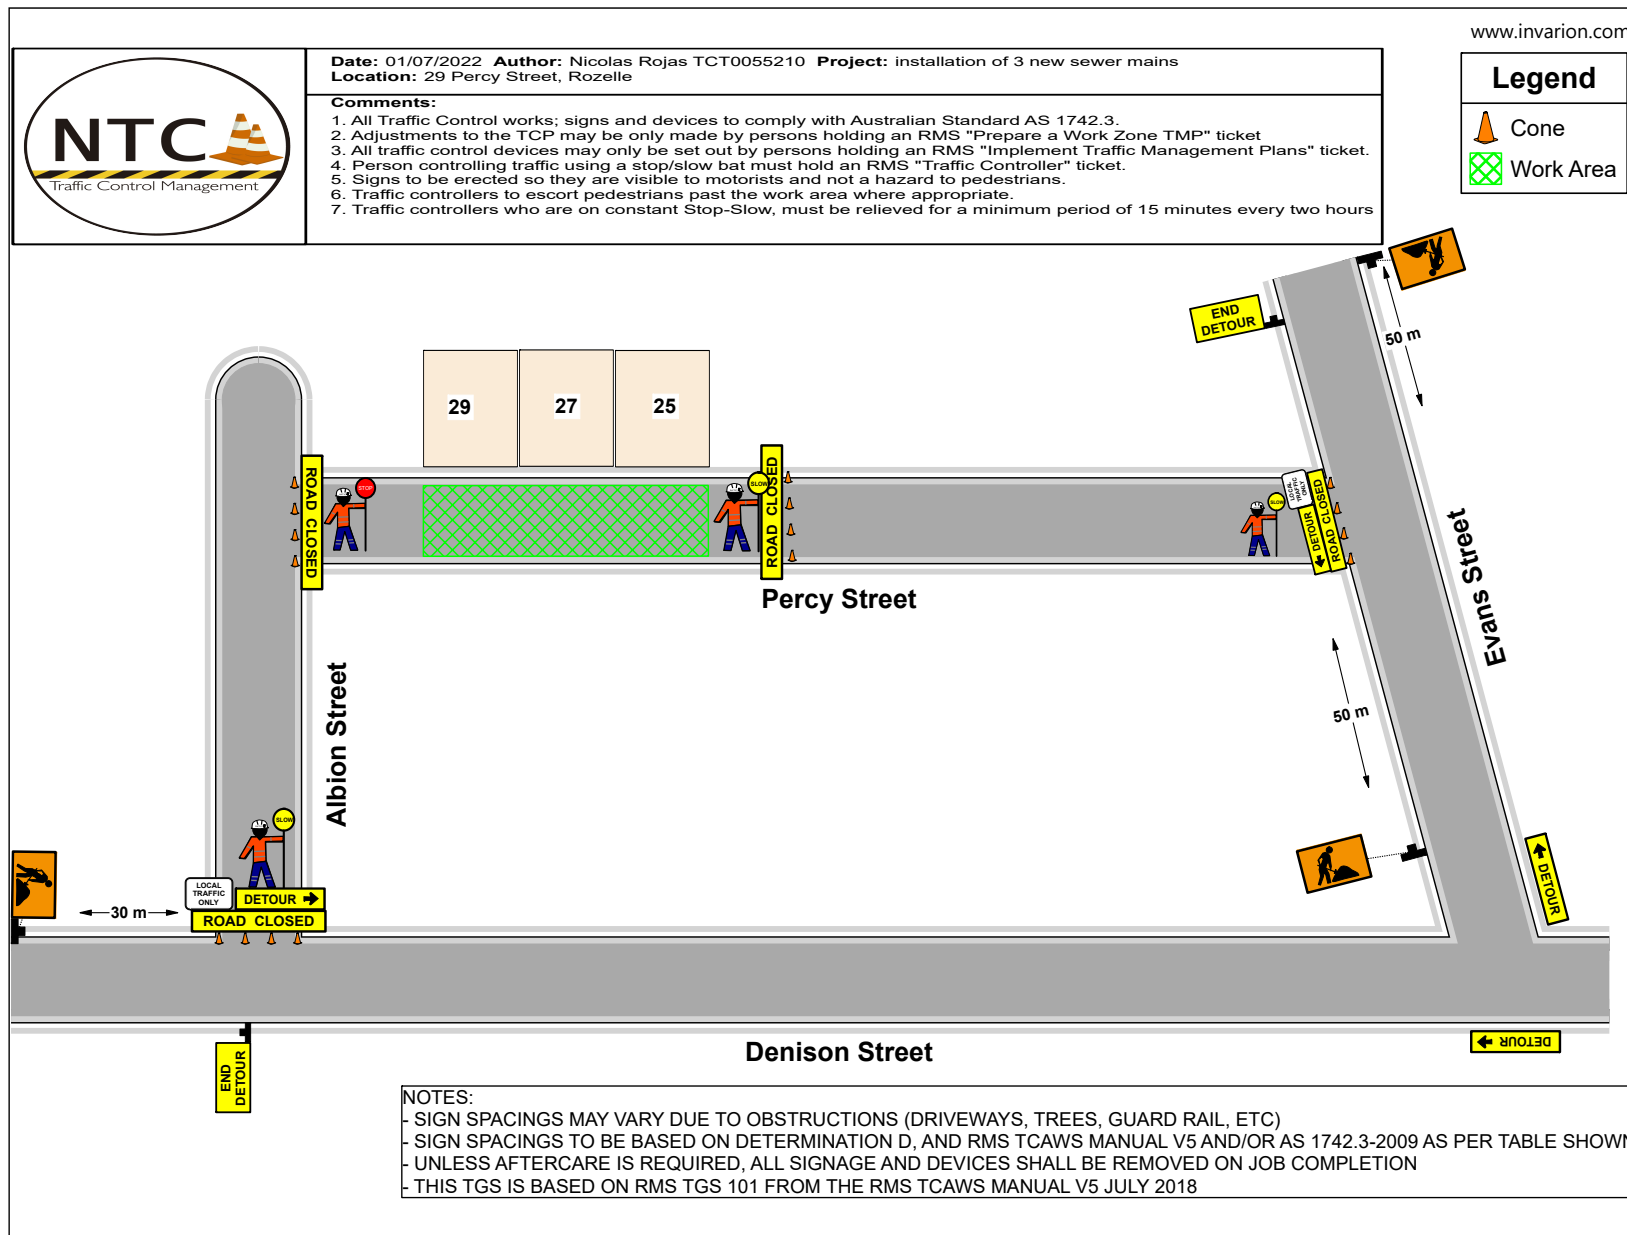 www.invarion.com
Date: 01/07/2022 Author: Nicolas Rojas TCT0055210 Project: installation of 3 new sewer mains
Location: 29 Percy Street, Rozelle
Comments:
1. All Traffic Control works; signs and devices to comply with Australian Standard AS 1742.3.
2. Adjustments to the TCP may be only made by persons holding an RMS "Prepare a Work Zone TMP" ticket
3. All traffic control devices may only be set out by persons holding an RMS "Implement Traffic Management Plans" ticket.
4. Person controlling traffic using a stop/slow bat must hold an RMS "Traffic Controller" ticket.
5. Signs to be erected so they are visible to motorists and not a hazard to pedestrians.
6. Traffic controllers to escort pedestrians past the work area where appropriate.
7. Traffic controllers who are on constant Stop-Slow, must be relieved for a minimum period of 15 minutes every two hours
NTC
Traffic Control Management
Legend
Cone
Work Area
END
DETOUR
50 m
29
27
25
ROAD CLOSED
STOP
SLOW
ROAD CLOSED
SLOW
LOCAL
TRAFFIC
ONLY
DETOUR
ROAD CLOSED
Evans Street
Percy Street
Albion Street
50 m
SLOW
LOCAL
TRAFFIC
ONLY
DETOUR
ROAD CLOSED
30 m
DETOUR
DETOUR
END
DETOUR
Denison Street
NOTES:
- SIGN SPACINGS MAY VARY DUE TO OBSTRUCTIONS (DRIVEWAYS, TREES, GUARD RAIL, ETC)
- SIGN SPACINGS TO BE BASED ON DETERMINATION D, AND RMS TCAWS MANUAL V5 AND/OR AS 1742.3-2009 AS PER TABLE SHOWN
- UNLESS AFTERCARE IS REQUIRED, ALL SIGNAGE AND DEVICES SHALL BE REMOVED ON JOB COMPLETION
- THIS TGS IS BASED ON RMS TGS 101 FROM THE RMS TCAWS MANUAL V5 JULY 2018